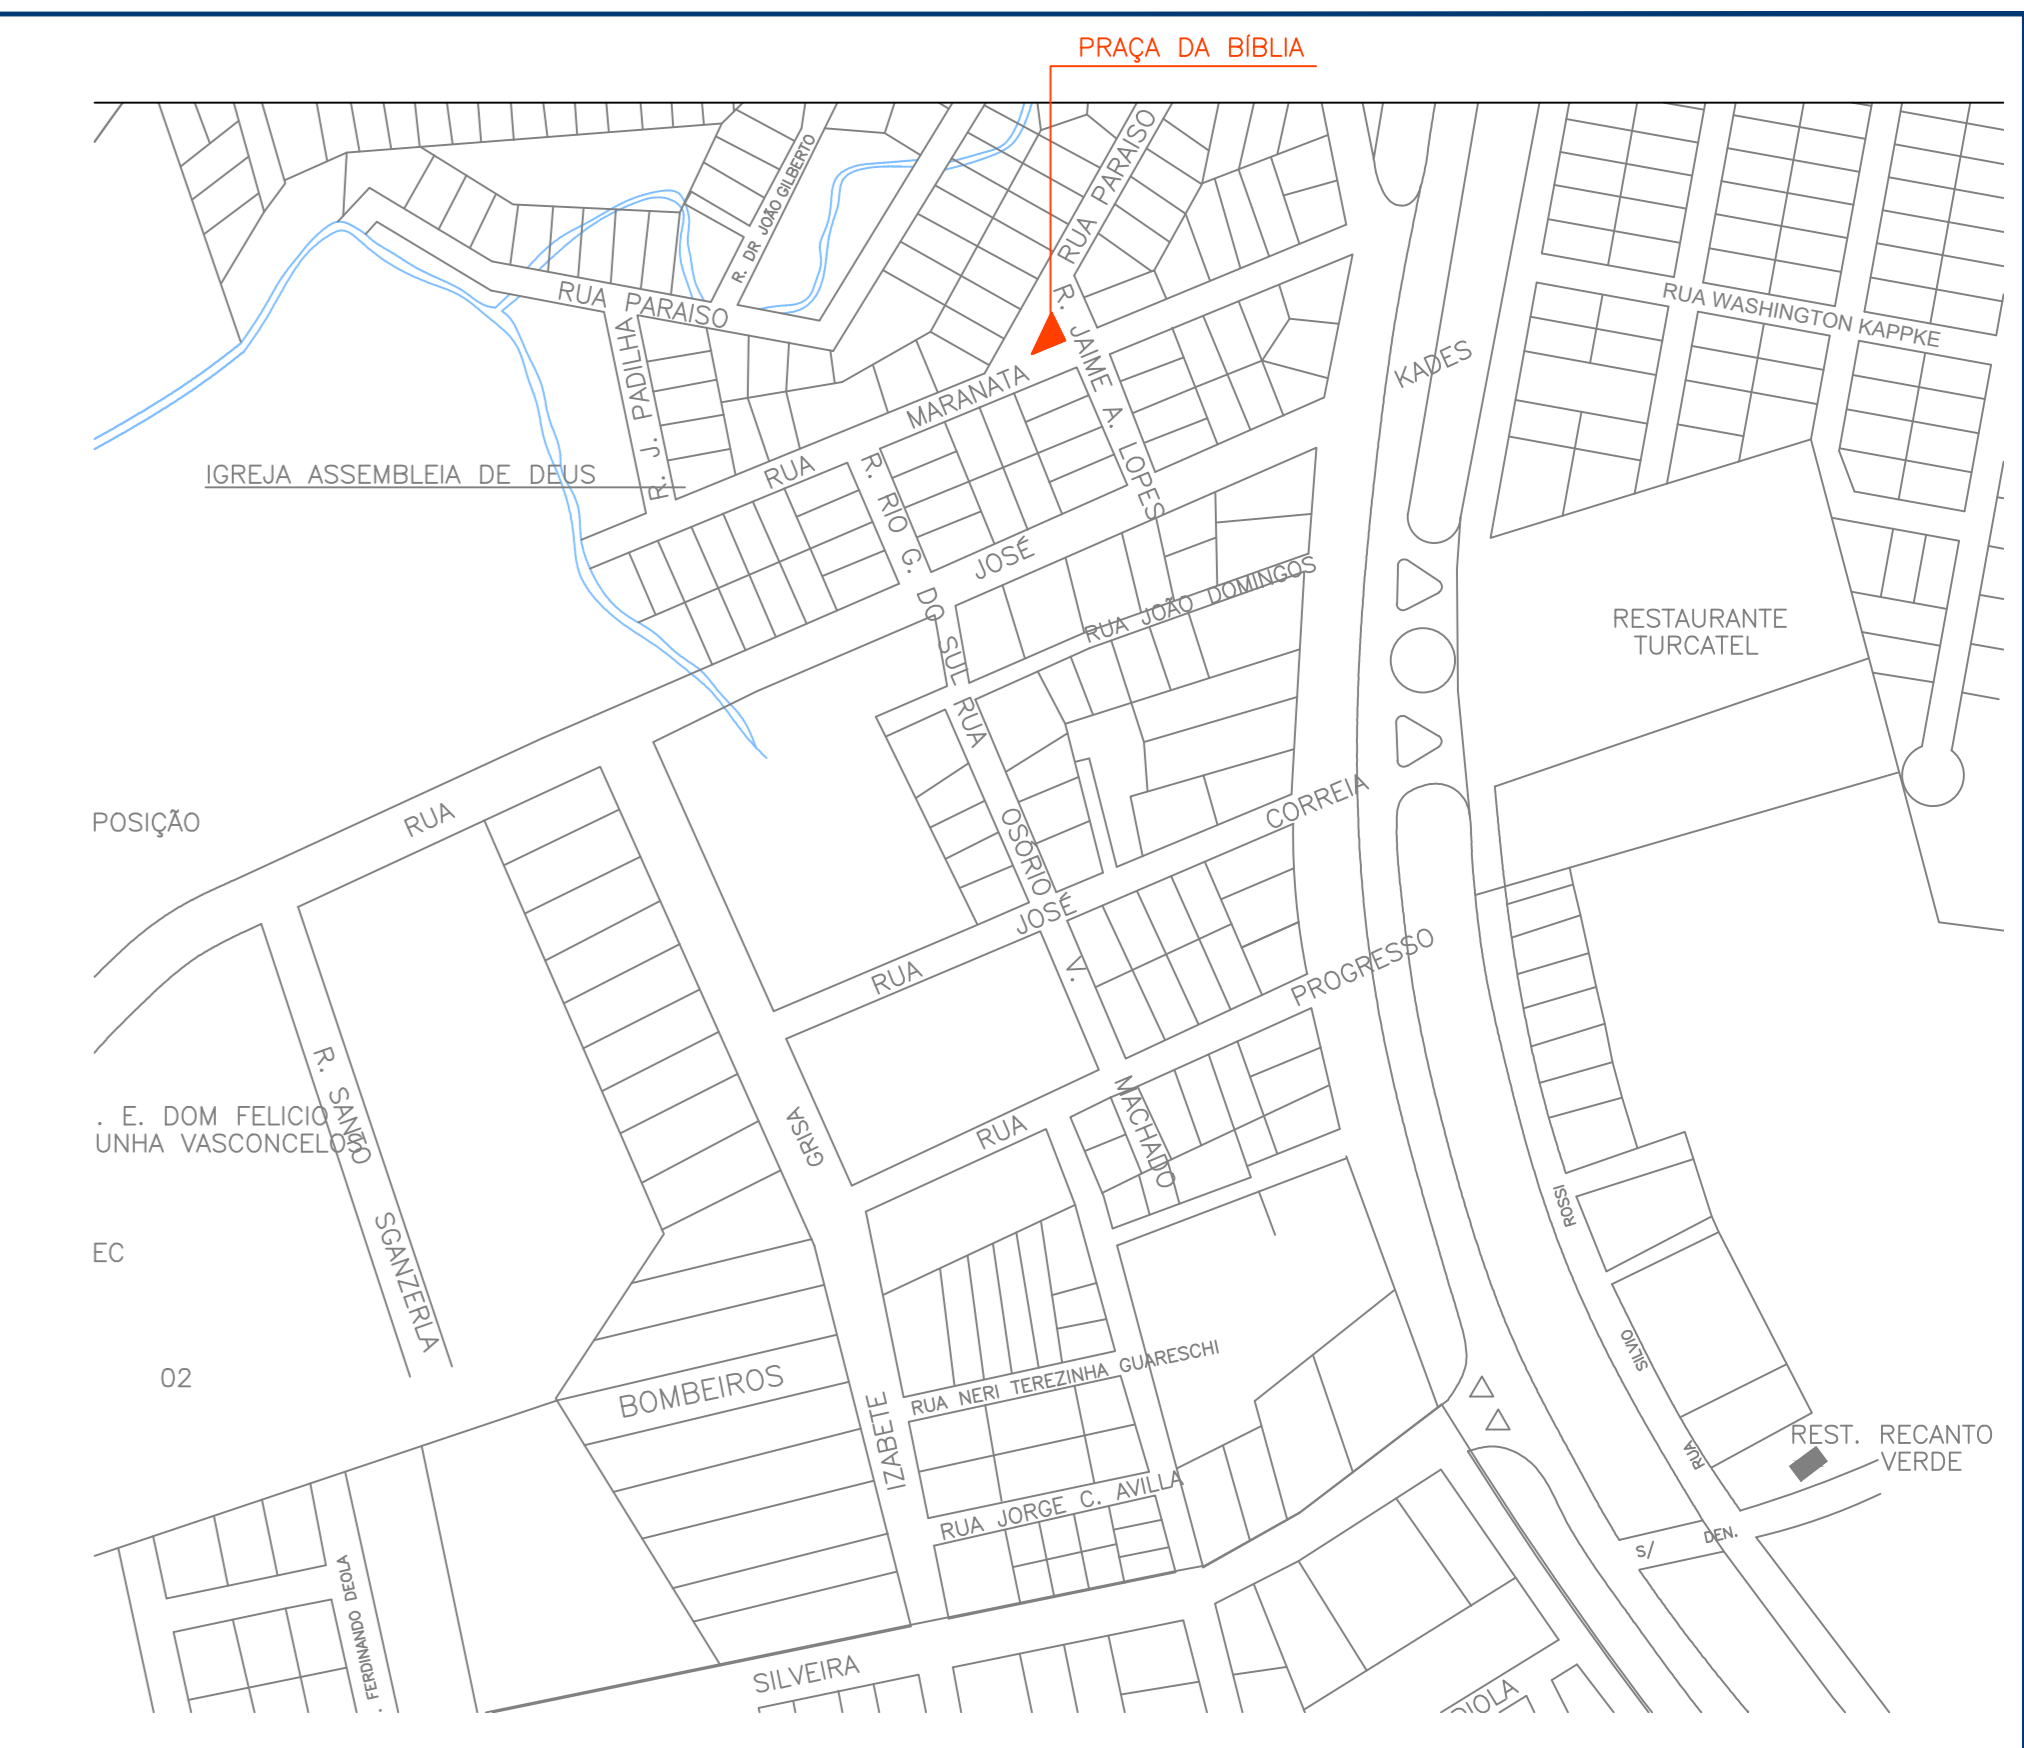 PRAÇA DA BÍBLIA
RUA PARAISO
R. DR JOÃO GILBERTO
RUA PARAISO
R. J. PADILHA
R. JAIME A. LOPES
RUA WASHINGTON KAPPKE
KADES
RUA MARANATA
IGREJA ASSEMBLEIA DE DEUS
R. RIO G. DO SUL
JOSÉ
RUA JOÃO DOMINGOS
RESTAURANTE
TURCATEL
RUA OSÓRIO
RUA
POSIÇÃO
CORREIA
JOSÉ
RUA
V.
PROGRESSO
R. SANTO SGANZERLA
. E. DOM FELICIO
UNHA VASCONCELOS
GRISA
RUA
MACHADO
ROSSI
EC
SILVIO
02
BOMBEIROS
RUA NERI TEREZINHA GUARESCHI
IZABETE
RUA
REST. RECANTO
VERDE
RUA JORGE C. AVILLA
S/ DEN.
. FERDINANDO DEOLA
SILVEIRA
DIOLA